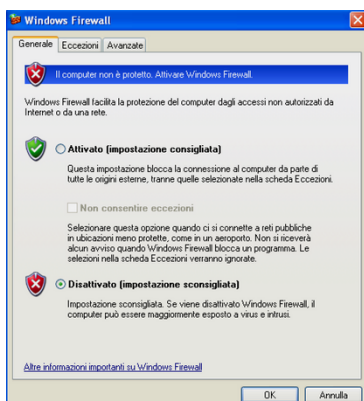 Windows Firewall
Generale Eccezioni Avanzate
Il computer non è protetto. Attivare Windows Firewall.
Windows Firewall facilita la protezione del computer dagli accessi non autorizzati da
Internet o da una rete.
Attivato (impostazione consigliata)
Questa impostazione blocca la connessione al computer da parte di
tutte le origini esterne, tranne quelle selezionate nella scheda Eccezioni.
Non consentire eccezioni
Selezionare questa opzione quando ci si connette a reti pubbliche
in ubicazioni meno protette, come in un aeroporto. Non si riceverà
alcun avviso quando Windows Firewall blocca un programma. Le
selezioni nella scheda Eccezioni verranno ignorate.
Disattivato (impostazione sconsigliata)
Impostazione sconsigliata. Se viene disattivato Windows Firewall, il
computer può essere maggiormente esposto a virus e intrusi.
Altre informazioni importanti su Windows Firewall
OK Annulla